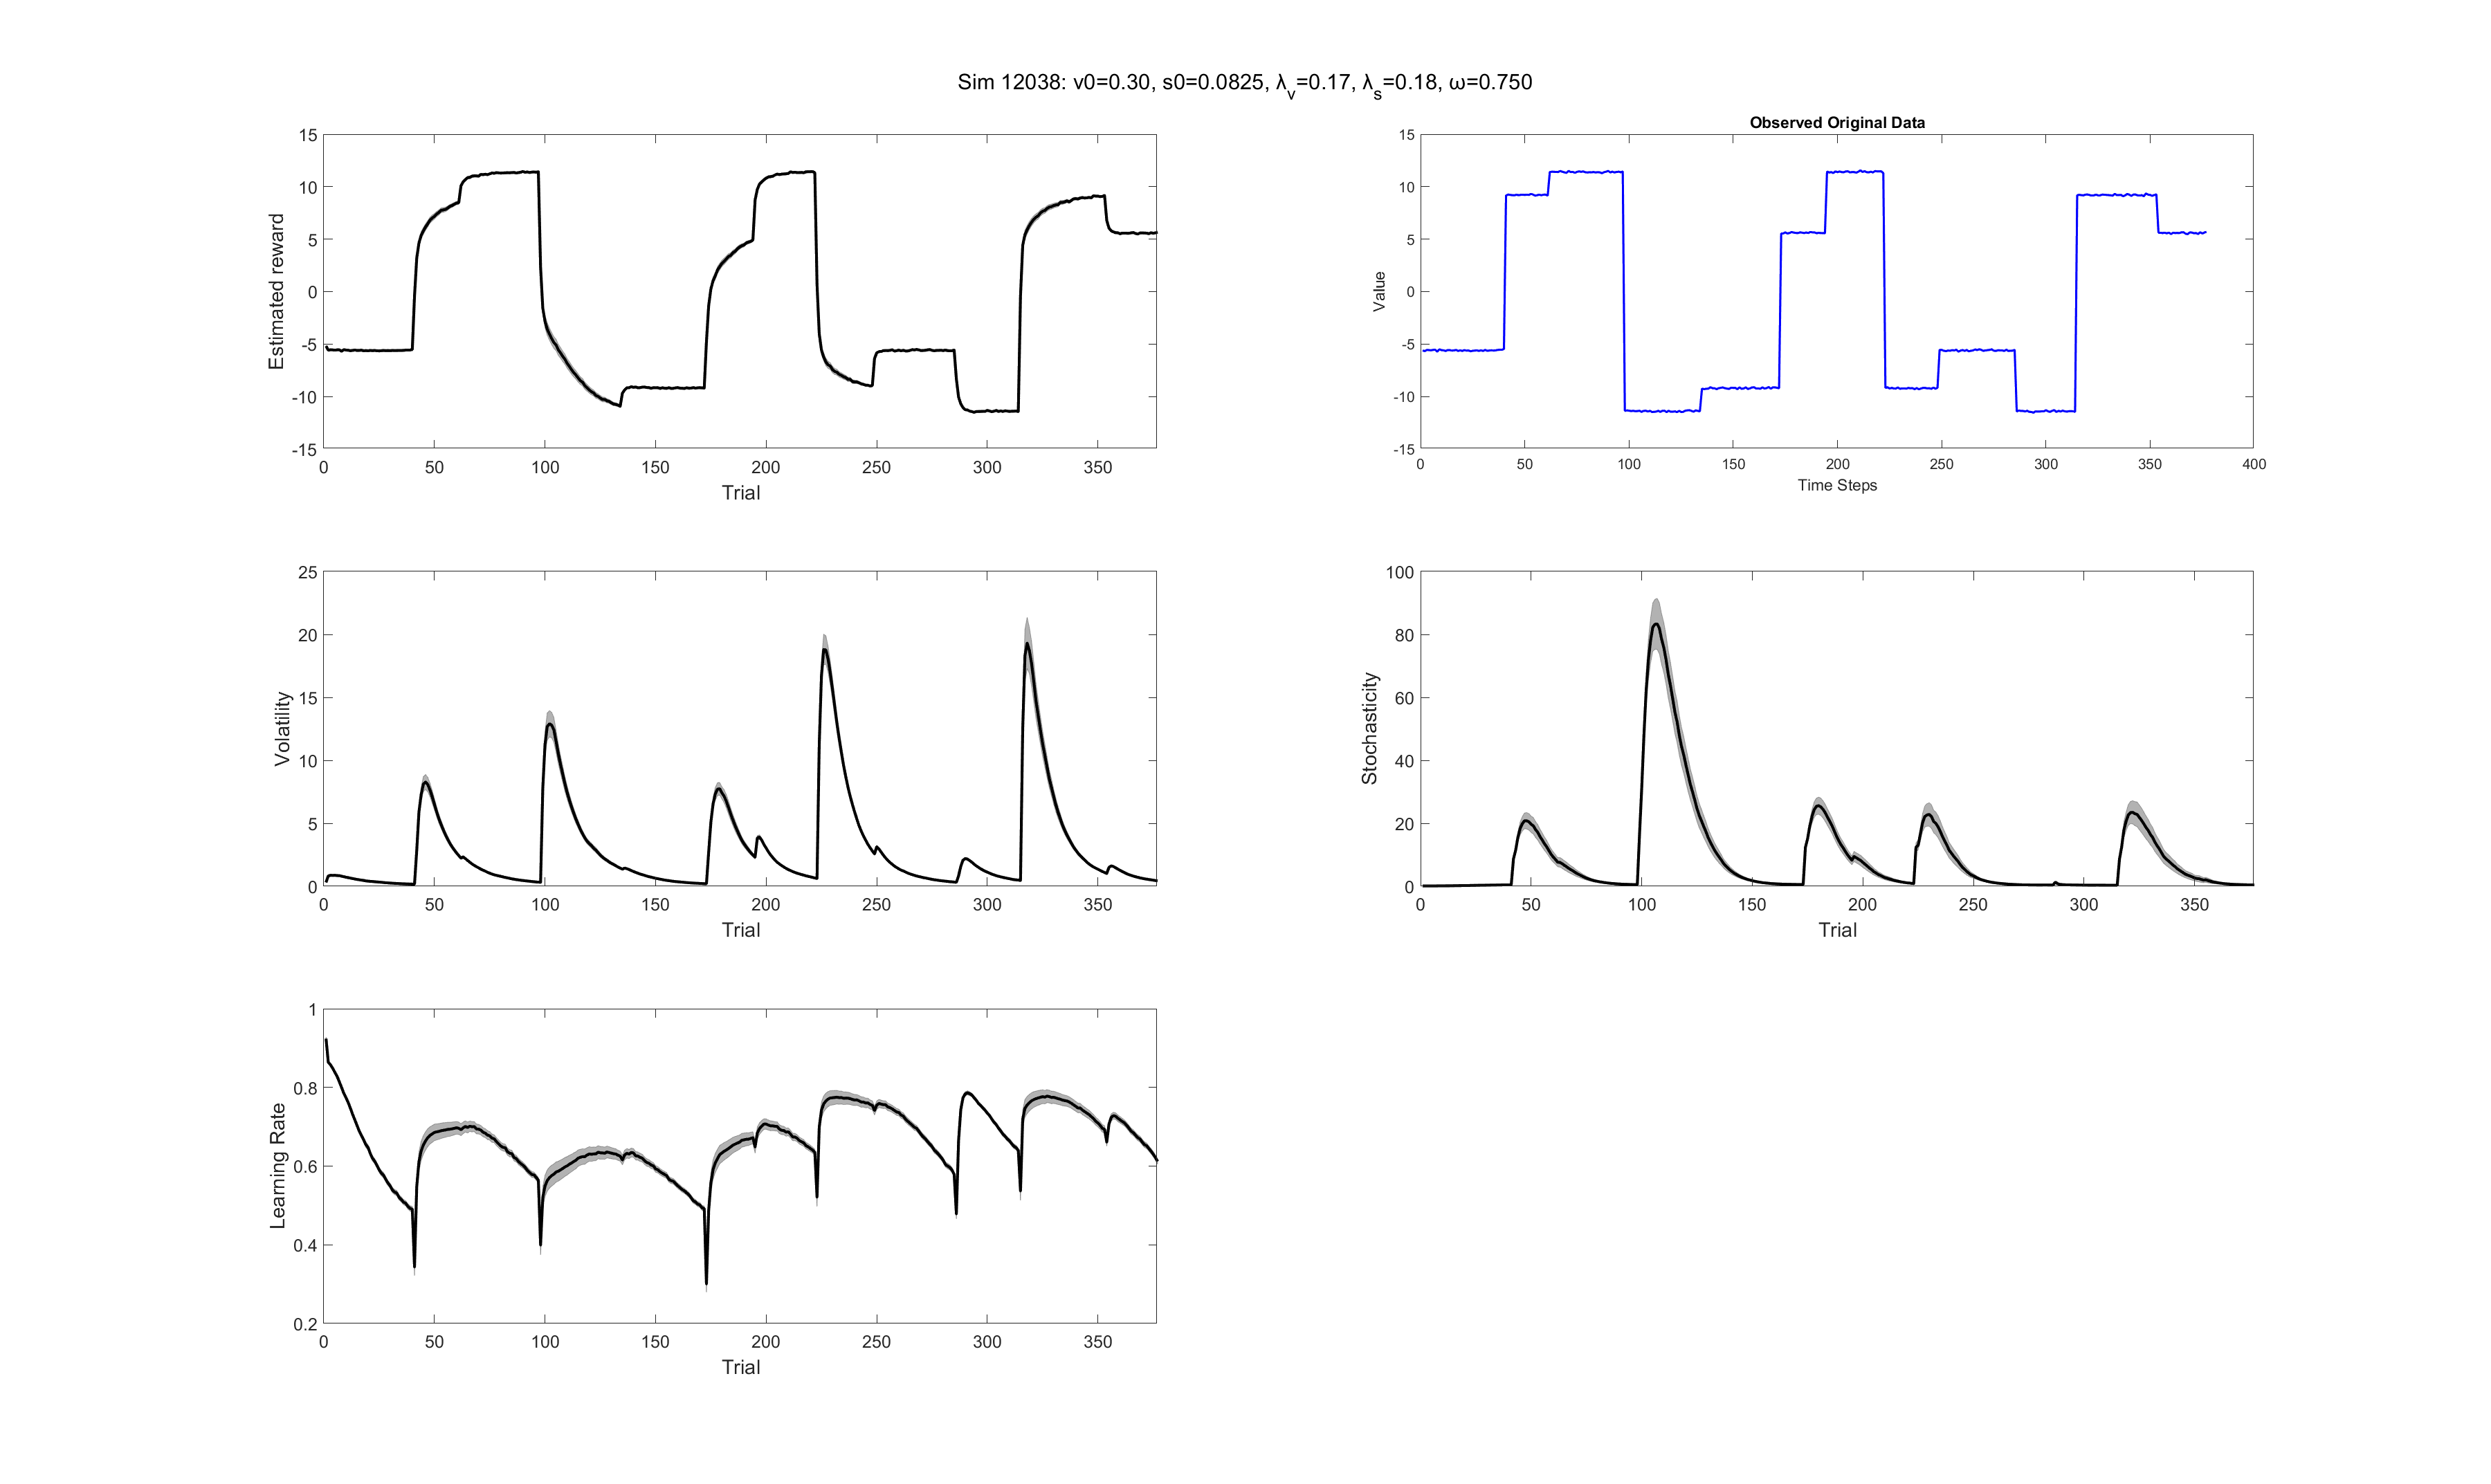 Sim 12038: v0=0.30, s0=0.0825, λv=0.17, λs=0.18, ω=0.750
15
10
5
0
-5
-10
-15
Estimated reward
0 50 100 150 200 250 300 350
Trial
Observed Original Data
15
10
5
0
-5
-10
-15
Value
0 50 100 150 200 250 300 350 400
Time Steps
25
20
15
10
5
0
Volatility
0 50 100 150 200 250 300 350
Trial
100
80
60
40
20
0
Stochasticity
0 50 100 150 200 250 300 350
Trial
1
0.8
0.6
0.4
0.2
Learning Rate
0 50 100 150 200 250 300 350
Trial